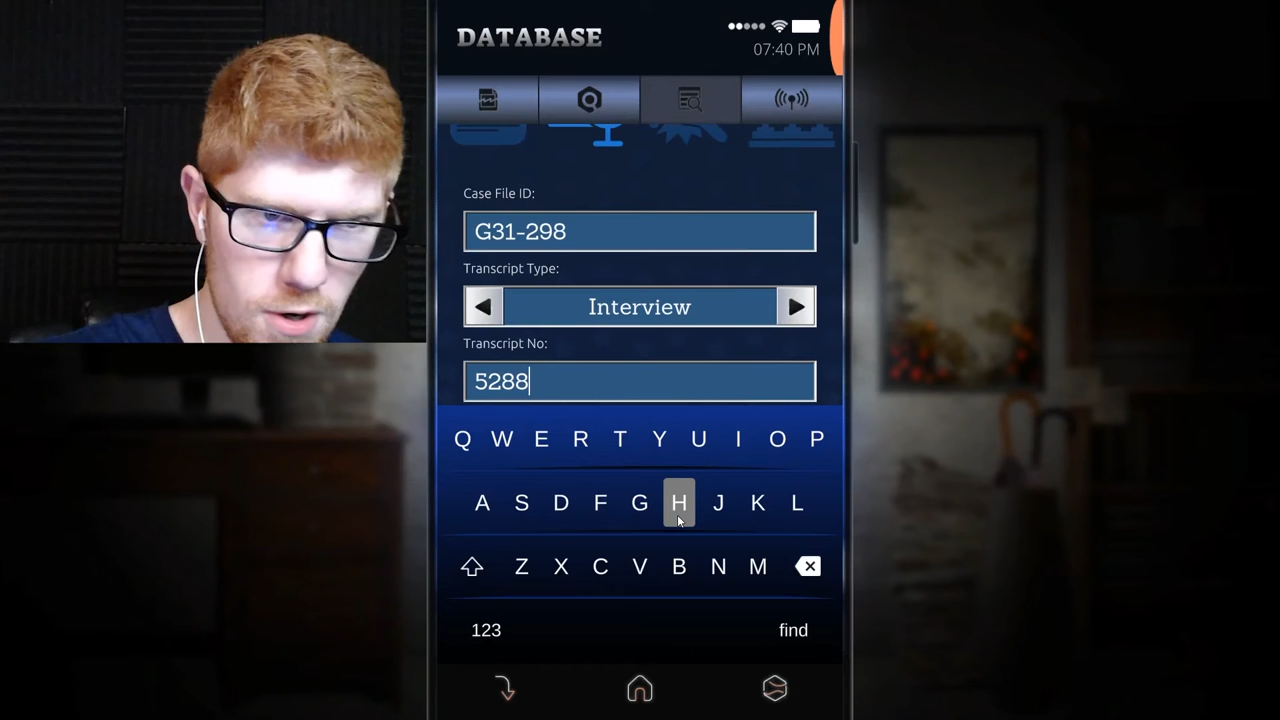 DATABASE
07:40 PM
Case File ID:
G31-298
Transcript Type:
Interview
Transcript No:
5288
Q W E R T Y U I O P
A S D F G H J K L
Z X C V B N M
123 find